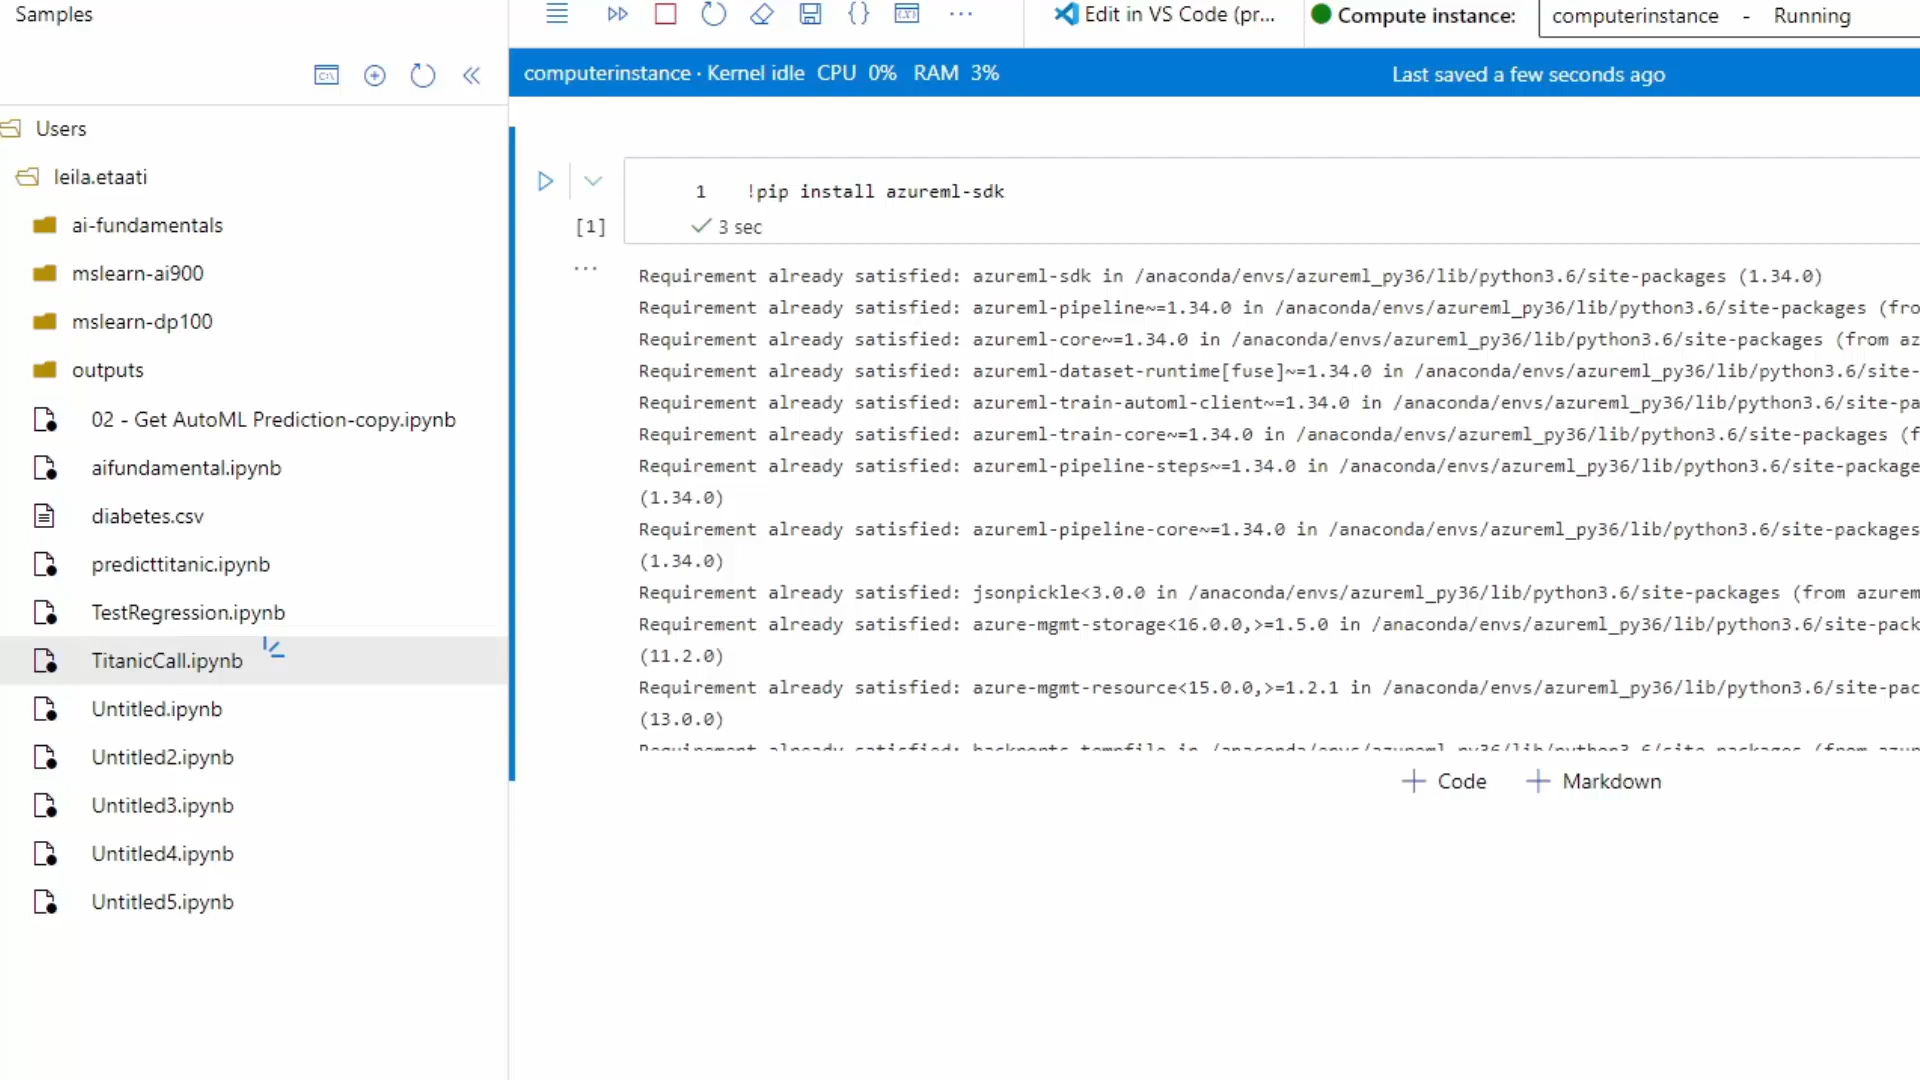 Samples
Edit in VS Code (pr...
Compute instance:
computerinstance - Running
computerinstance · Kernel idle CPU 0% RAM 3%
Last saved a few seconds ago
Users
leila.etaati
ai-fundamentals
mslearn-ai900
mslearn-dp100
outputs
02 - Get AutoML Prediction-copy.ipynb
aifundamental.ipynb
diabetes.csv
predicttitanic.ipynb
TestRegression.ipynb
TitanicCall.ipynb
Untitled.ipynb
Untitled2.ipynb
Untitled3.ipynb
Untitled4.ipynb
Untitled5.ipynb
1 !pip install azureml-sdk
[1]
3 sec
Requirement already satisfied: azureml-sdk in /anaconda/envs/azureml_py36/lib/python3.6/site-packages (1.34.0)
Requirement already satisfied: azureml-pipeline~=1.34.0 in /anaconda/envs/azureml_py36/lib/python3.6/site-packages (fro
Requirement already satisfied: azureml-core~=1.34.0 in /anaconda/envs/azureml_py36/lib/python3.6/site-packages (from az
Requirement already satisfied: azureml-dataset-runtime[fuse]~=1.34.0 in /anaconda/envs/azureml_py36/lib/python3.6/site-
Requirement already satisfied: azureml-train-automl-client~=1.34.0 in /anaconda/envs/azureml_py36/lib/python3.6/site-pa
Requirement already satisfied: azureml-train-core~=1.34.0 in /anaconda/envs/azureml_py36/lib/python3.6/site-packages (f
Requirement already satisfied: azureml-pipeline-steps~=1.34.0 in /anaconda/envs/azureml_py36/lib/python3.6/site-package
(1.34.0)
Requirement already satisfied: azureml-pipeline-core~=1.34.0 in /anaconda/envs/azureml_py36/lib/python3.6/site-packages
(1.34.0)
Requirement already satisfied: jsonpickle<3.0.0 in /anaconda/envs/azureml_py36/lib/python3.6/site-packages (from azurem
Requirement already satisfied: azure-mgmt-storage<16.0.0,>=1.5.0 in /anaconda/envs/azureml_py36/lib/python3.6/site-pack
(11.2.0)
Requirement already satisfied: azure-mgmt-resource<15.0.0,>=1.2.1 in /anaconda/envs/azureml_py36/lib/python3.6/site-pac
(13.0.0)
+ Code + Markdown